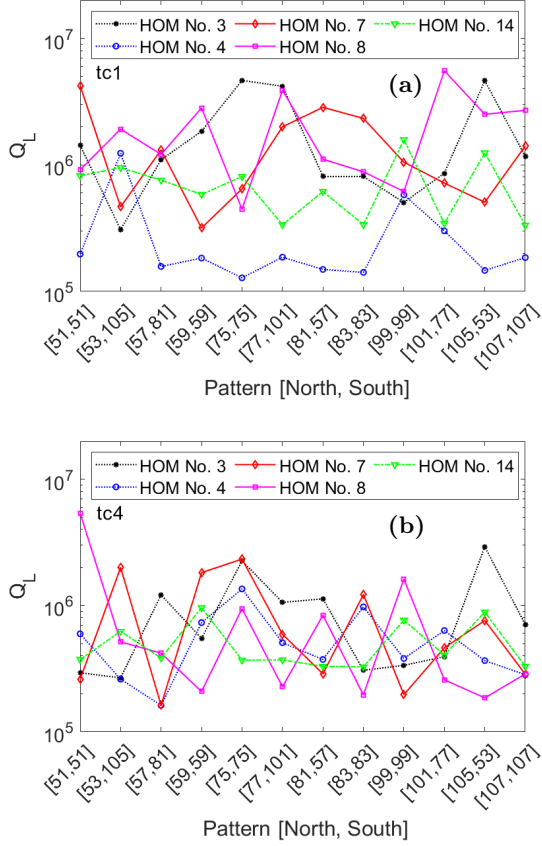 10^7
HOM No. 3 HOM No. 7 HOM No. 14
HOM No. 4 HOM No. 8
tc1
(a)
Q_L
10^6
10^5
[51,51] [53,105] [57,81] [59,59] [75,75] [77,101] [81,57] [83,83] [99,99] [101,77] [105,53] [107,107]
Pattern [North, South]
10^7
HOM No. 3 HOM No. 7 HOM No. 14
HOM No. 4 HOM No. 8
tc4
(b)
Q_L
10^6
10^5
[51,51] [53,105] [57,81] [59,59] [75,75] [77,101] [81,57] [83,83] [99,99] [101,77] [105,53] [107,107]
Pattern [North, South]